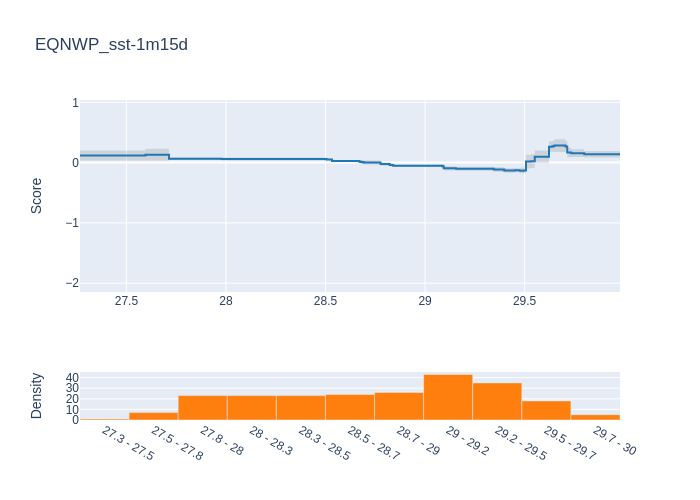 EQNWP_sst-1m15d
1
0
−1
−2
Score
27.5
28
28.5
29
29.5
40
30
20
10
0
Density
27.3 - 27.5
27.5 - 27.8
27.8 - 28
28 - 28.3
28.3 - 28.5
28.5 - 28.7
28.7 - 29
29 - 29.2
29.2 - 29.5
29.5 - 29.7
29.7 - 30